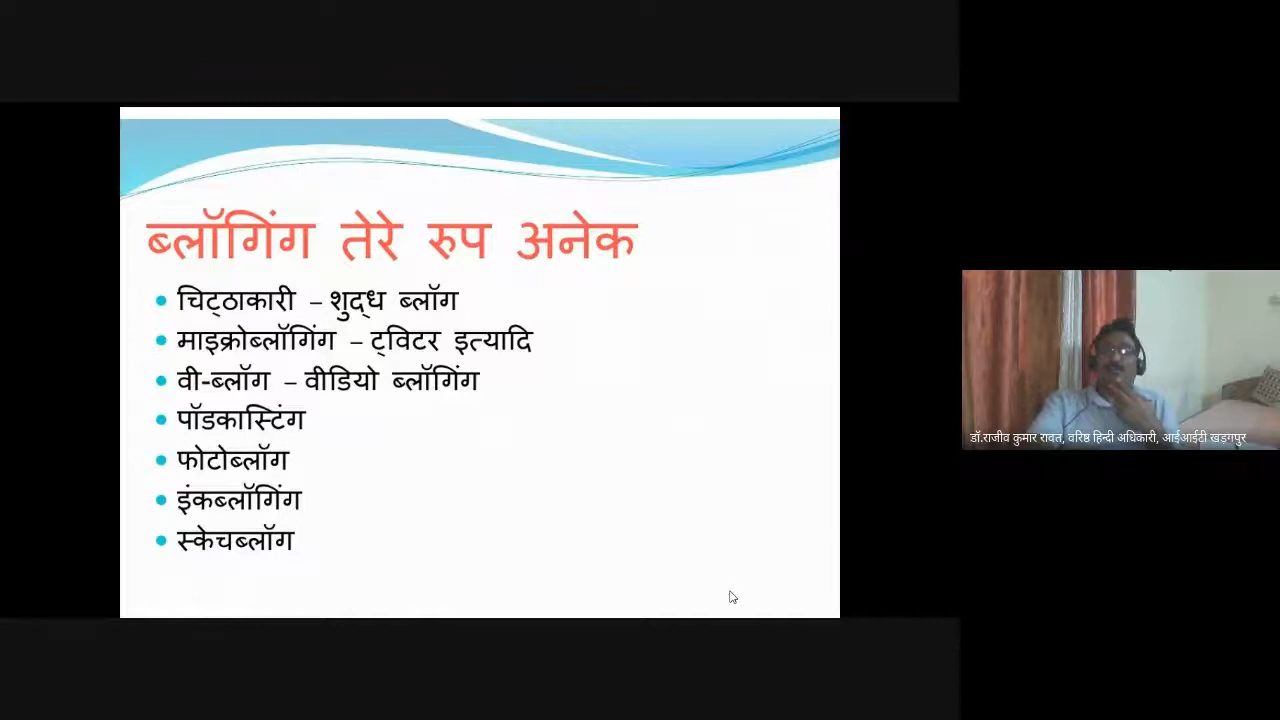 ब्लॉगिंग तेरे रुप अनेक
चिट्ठाकारी – शुद्ध ब्लॉग
माइक्रोब्लॉगिंग – ट्विटर इत्यादि
वी-ब्लॉग – वीडियो ब्लॉगिंग
पॉडकास्टिंग
फोटोब्लॉग
इंकब्लॉगिंग
स्केचब्लॉग
डॉ.राजीव कुमार रावत, वरिष्ठ हिन्दी अधिकारी, आईआईटी खड़गपुर